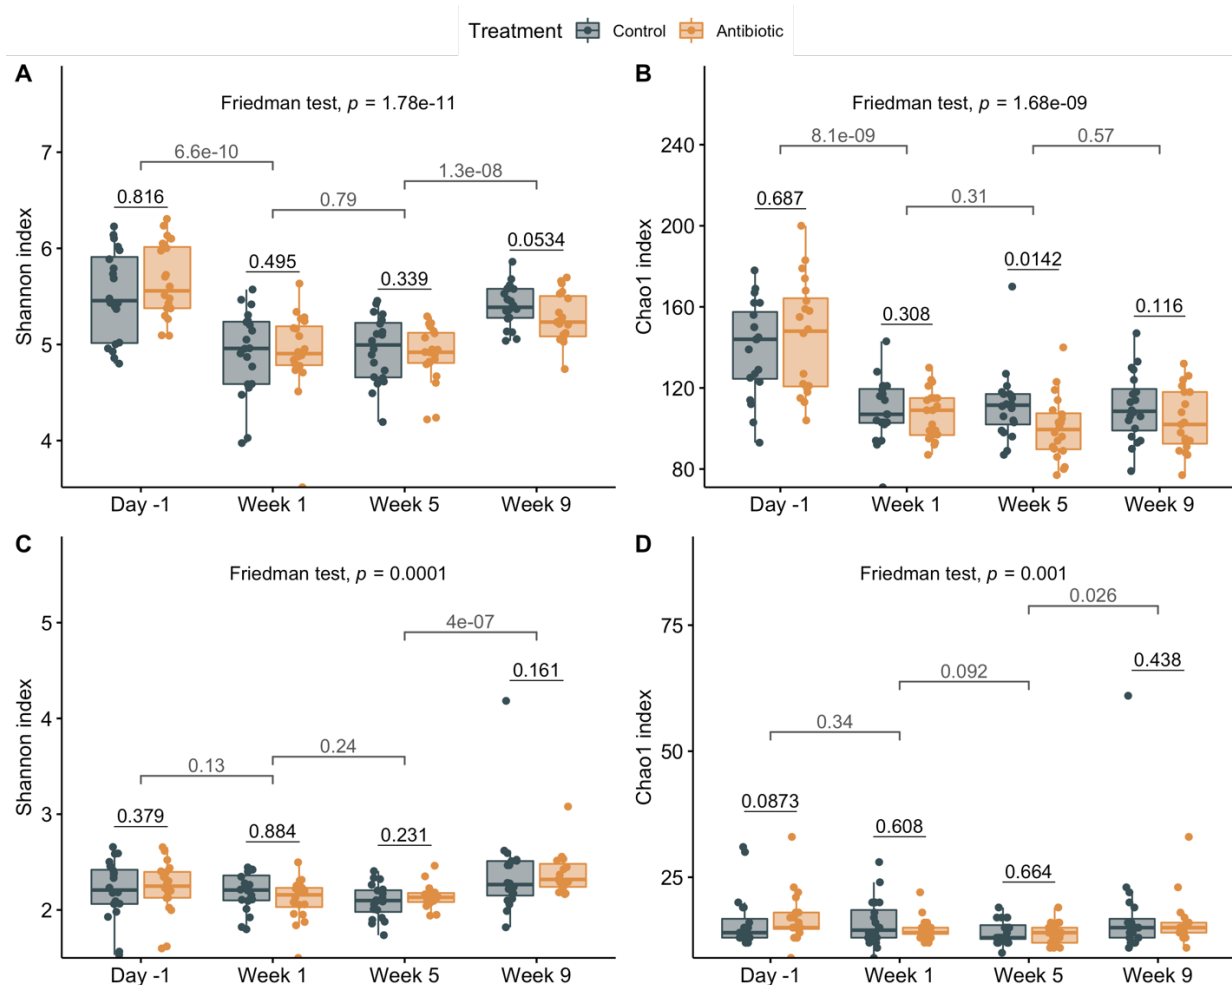 Treatment Control Antibiotic
A
Friedman test, p = 1.78e-11
Shannon index
7
6
5
4
6.6e-10
0.79
1.3e-08
0.816
0.495
0.339
0.0534
Day -1 Week 1 Week 5 Week 9
B
Friedman test, p = 1.68e-09
Chao1 index
240
200
160
120
80
8.1e-09
0.31
0.57
0.687
0.308
0.0142
0.116
Day -1 Week 1 Week 5 Week 9
C
Friedman test, p = 0.0001
Shannon index
5
4
3
2
0.13
0.24
4e-07
0.379
0.884
0.231
0.161
Day -1 Week 1 Week 5 Week 9
D
Friedman test, p = 0.001
Chao1 index
75
50
25
0.34
0.092
0.026
0.0873
0.608
0.664
0.438
Day -1 Week 1 Week 5 Week 9